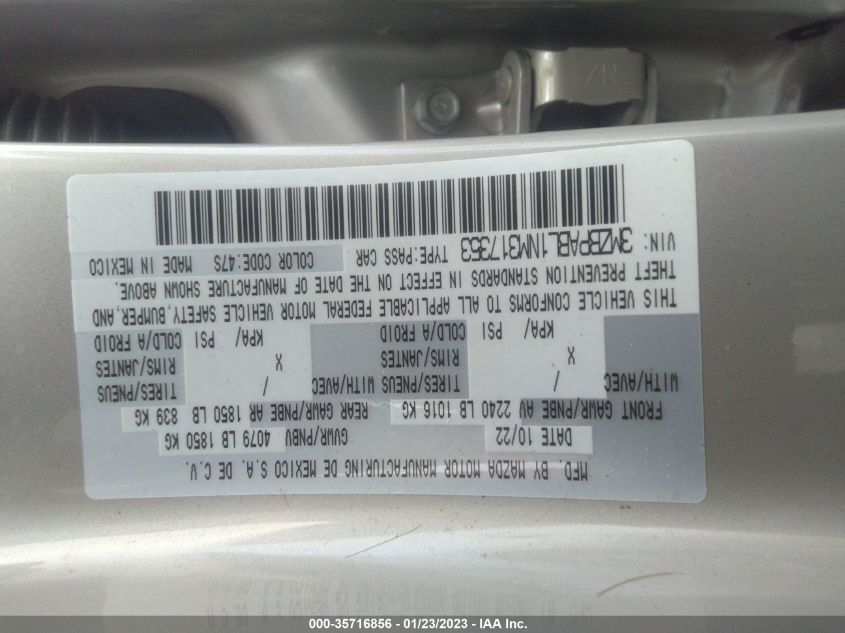 MFD BY MAZDA MOTOR MANUFACTURING DE MEXICO S.A. DE C.V.
DATE 10/22 GVWR/PNBV 4079 LB 1850 KG
FRONT GAWR/PNBE AV 2240 LB 1016 KG REAR GAWR/PNBE AR 1850 LB 839 KG
WITH/AVEC TIRES/PNEUS / WITH/AVEC TIRES/PNEUS /
RIMS/JANTES X RIMS/JANTES X
COLD/A FROID KPA/ PSI COLD/A FROID KPA/ PSI
THIS VEHICLE CONFORMS TO ALL APPLICABLE FEDERAL MOTOR VEHICLE SAFETY, BUMPER, AND
THEFT PREVENTION STANDARDS IN EFFECT ON THE DATE OF MANUFACTURE SHOWN ABOVE.
VIN: 3MZBPABL1NM317353 TYPE:PASS CAR COLOR CODE:47S MADE IN MEXICO
000-35716856 - 01/23/2023 - IAA Inc.